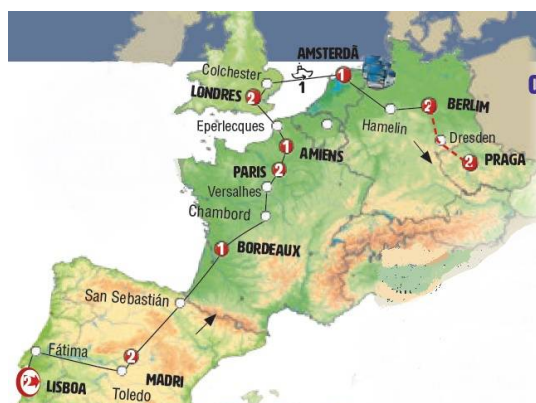 AMSTERDÃ
1
Colchester
1
LONDRES
2
2
BERLIM
Eperlecques
Hamelin
Dresden
1
AMIENS
2
PRAGA
PARIS
2
Versalhes
Chambord
1
BORDEAUX
San Sebastián
Fátima
2
MADRI
2
LISBOA
Toledo